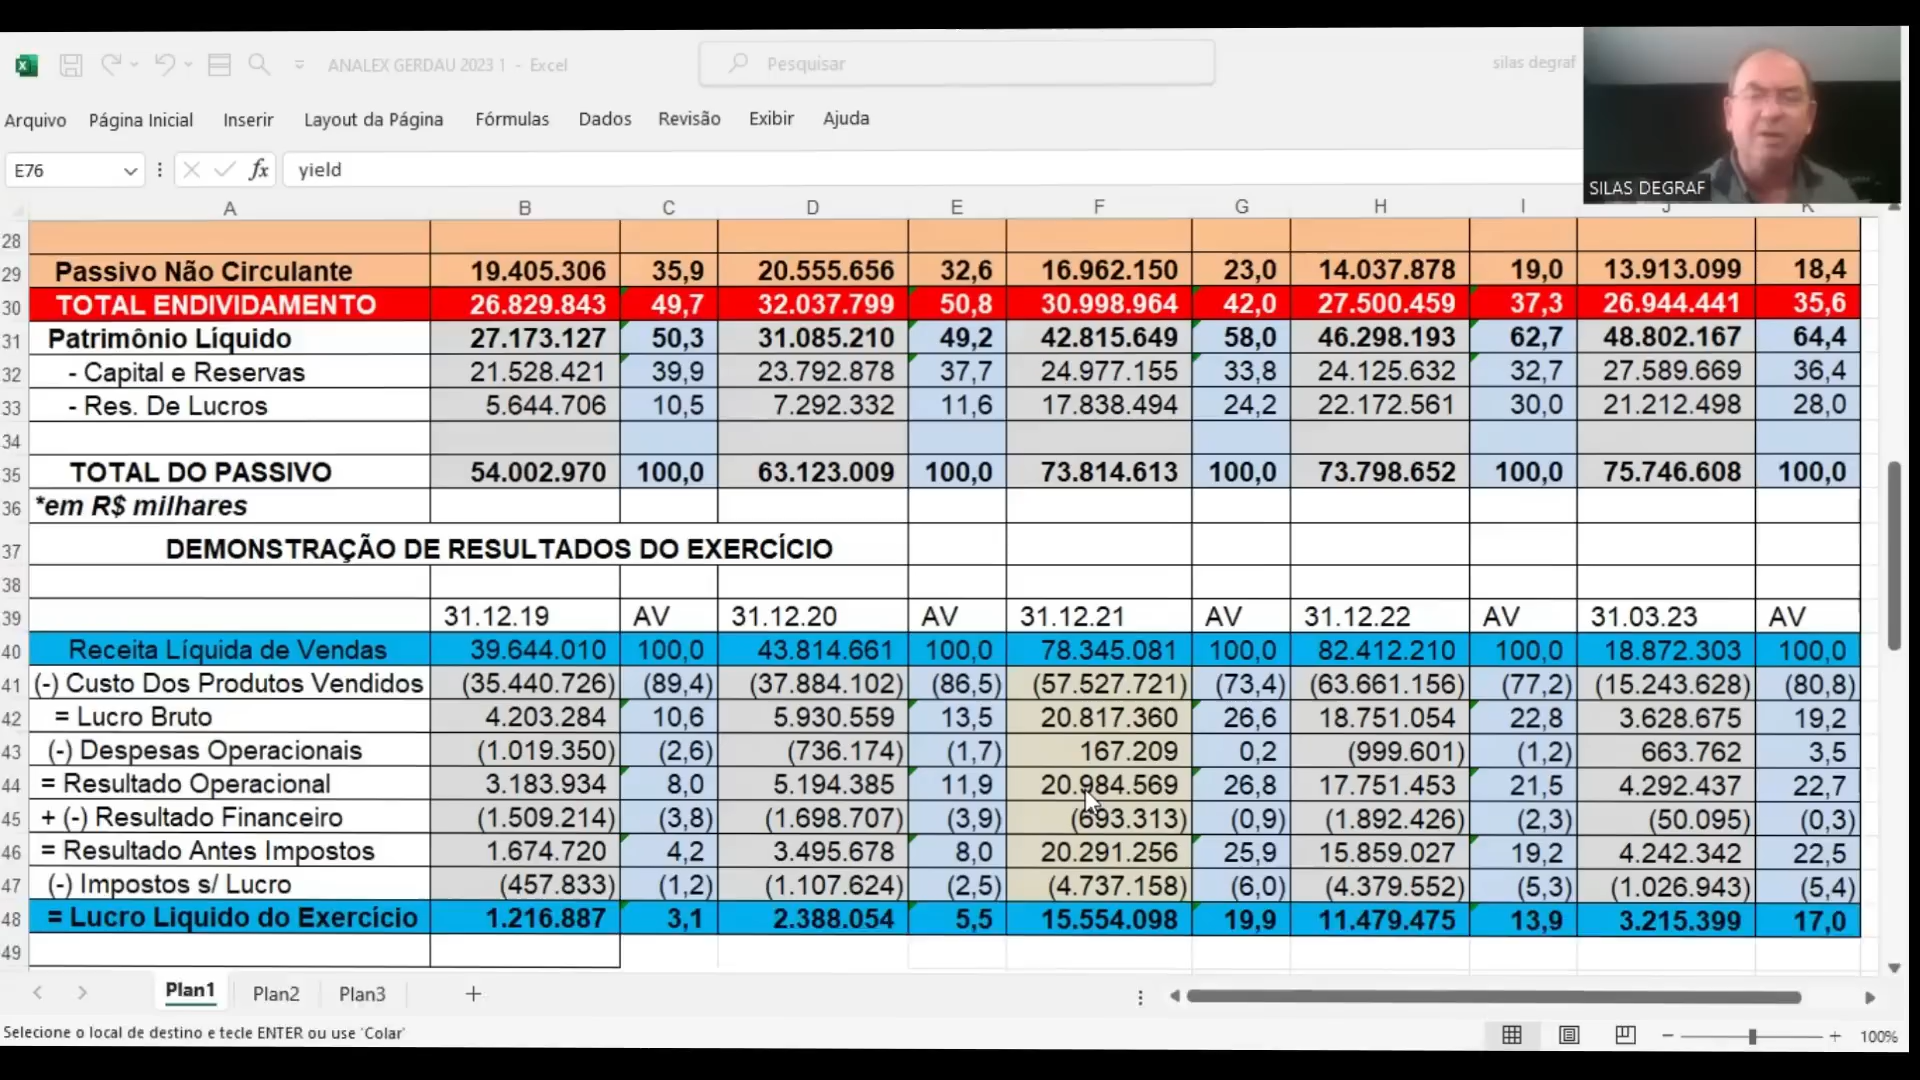 ANALEX GERDAU 2023 1 - Excel
Pesquisar
silas degraf
Arquivo Página Inicial Inserir Layout da Página Fórmulas Dados Revisão Exibir Ajuda
E76 fx yield
SILAS DEGRAF
A B C D E F G H I J K
28
29 Passivo Não Circulante 19.405.306 35,9 20.555.656 32,6 16.962.150 23,0 14.037.878 19,0 13.913.099 18,4
30 TOTAL ENDIVIDAMENTO 26.829.843 49,7 32.037.799 50,8 30.998.964 42,0 27.500.459 37,3 26.944.441 35,6
31 Patrimônio Líquido 27.173.127 50,3 31.085.210 49,2 42.815.649 58,0 46.298.193 62,7 48.802.167 64,4
32 - Capital e Reservas 21.528.421 39,9 23.792.878 37,7 24.977.155 33,8 24.125.632 32,7 27.589.669 36,4
33 - Res. De Lucros 5.644.706 10,5 7.292.332 11,6 17.838.494 24,2 22.172.561 30,0 21.212.498 28,0
34
35 TOTAL DO PASSIVO 54.002.970 100,0 63.123.009 100,0 73.814.613 100,0 73.798.652 100,0 75.746.608 100,0
36 *em R$ milhares
37 DEMONSTRAÇÃO DE RESULTADOS DO EXERCÍCIO
38
39 31.12.19 AV 31.12.20 AV 31.12.21 AV 31.12.22 AV 31.03.23 AV
40 Receita Líquida de Vendas 39.644.010 100,0 43.814.661 100,0 78.345.081 100,0 82.412.210 100,0 18.872.303 100,0
41 (-) Custo Dos Produtos Vendidos (35.440.726) (89,4) (37.884.102) (86,5) (57.527.721) (73,4) (63.661.156) (77,2) (15.243.628) (80,8)
42 = Lucro Bruto 4.203.284 10,6 5.930.559 13,5 20.817.360 26,6 18.751.054 22,8 3.628.675 19,2
43 (-) Despesas Operacionais (1.019.350) (2,6) (736.174) (1,7) 167.209 0,2 (999.601) (1,2) 663.762 3,5
44 = Resultado Operacional 3.183.934 8,0 5.194.385 11,9 20.984.569 26,8 17.751.453 21,5 4.292.437 22,7
45 + (-) Resultado Financeiro (1.509.214) (3,8) (1.698.707) (3,9) (693.313) (0,9) (1.892.426) (2,3) (50.095) (0,3)
46 = Resultado Antes Impostos 1.674.720 4,2 3.495.678 8,0 20.291.256 25,9 15.859.027 19,2 4.242.342 22,5
47 (-) Impostos s/ Lucro (457.833) (1,2) (1.107.624) (2,5) (4.737.158) (6,0) (4.379.552) (5,3) (1.026.943) (5,4)
48 = Lucro Liquido do Exercício 1.216.887 3,1 2.388.054 5,5 15.554.098 19,9 11.479.475 13,9 3.215.399 17,0
49
Plan1 Plan2 Plan3
Selecione o local de destino e tecle ENTER ou use 'Colar'
100%